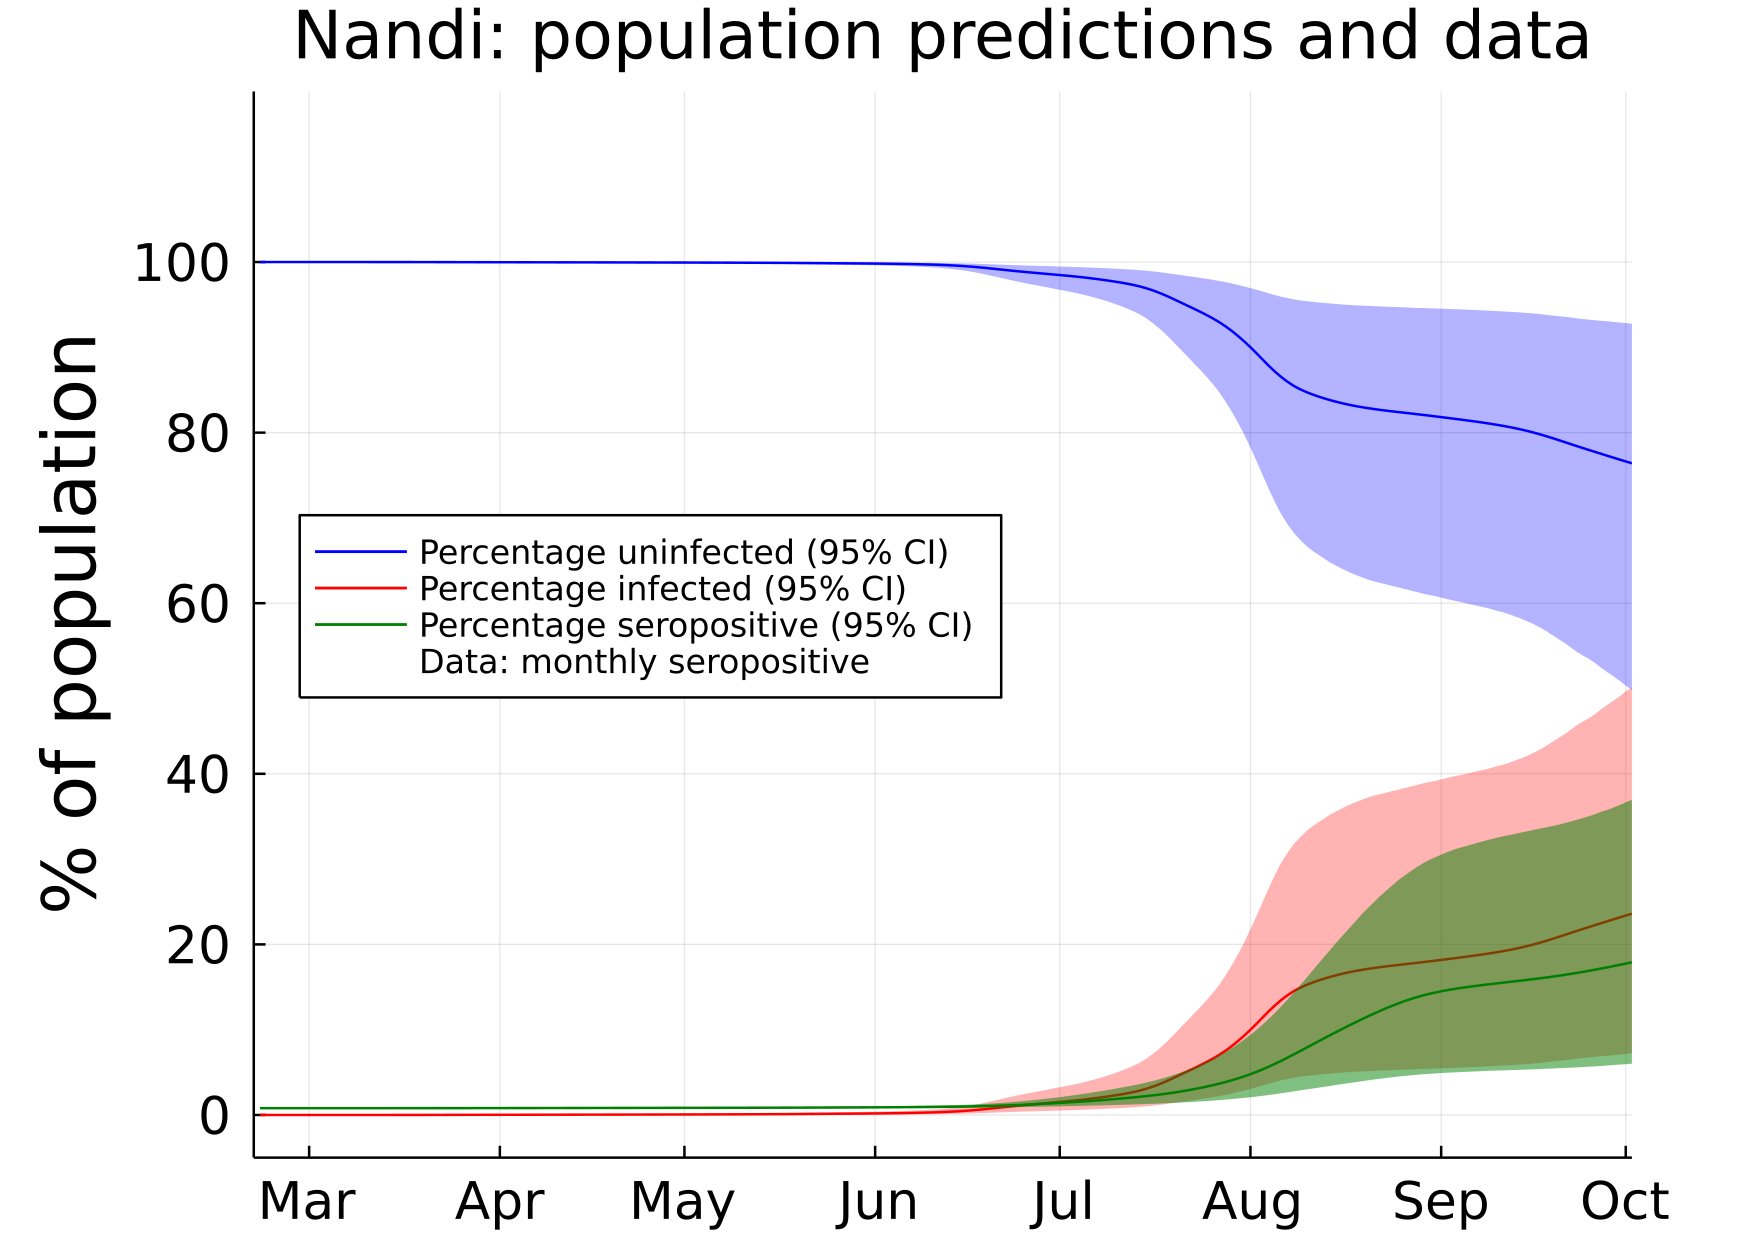 Nandi: population predictions and data
% of population
100
80
60
40
20
0
Percentage uninfected (95% CI)
Percentage infected (95% CI)
Percentage seropositive (95% CI)
Data: monthly seropositive
Mar Apr May Jun Jul Aug Sep Oct